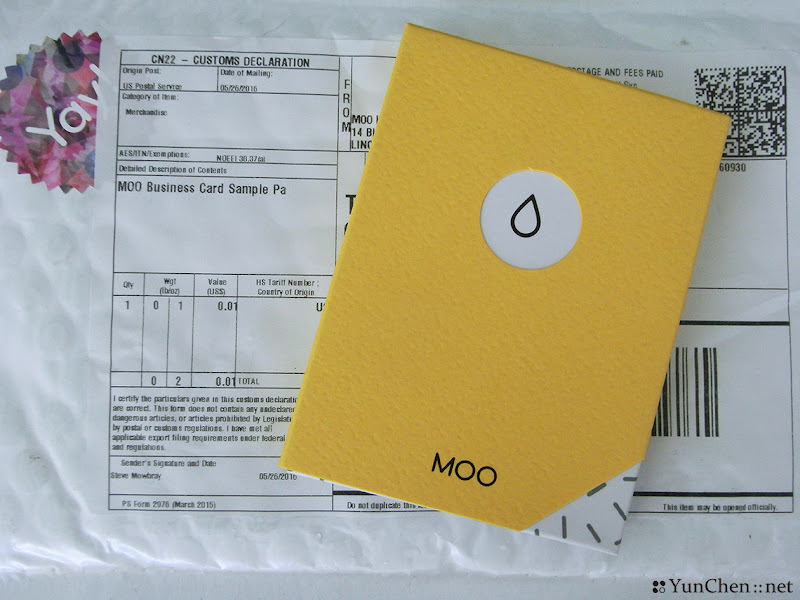 Yay
CN22 - CUSTOMS DECLARATION
Origin Post:
Date of Mailing:
US Postal Service
05/26/2016
Category of Item:
Merchandise
AES/ITN/Exemptions:
NOEEI 30.37(a)
Detailed Description of Contents
MOO Business Card Sample Pa
FROM
MOO
14 Bl
LINC
POSTAGE AND FEES PAID
60930
Qty
Wgt
(lb/oz)
Value
(US$)
HS Tariff Number ;
Country of Origin
1 0 1 0.01 U
0 2 0.01 TOTAL
I certify the particulars given in this customs declaratio
are correct. This form does not contain any undeclare
dangerous articles, or articles prohibited by Legislati
by postal or customs regulations. I have met all
applicable export filing requirements under federal
and regulations.
Sender's Signature and Date
Steve Mowbray 05/26/2016
PS Form 2976 (March 2015)
Do not duplicate this
This item may be opened officially.
MOO
YunChen::net